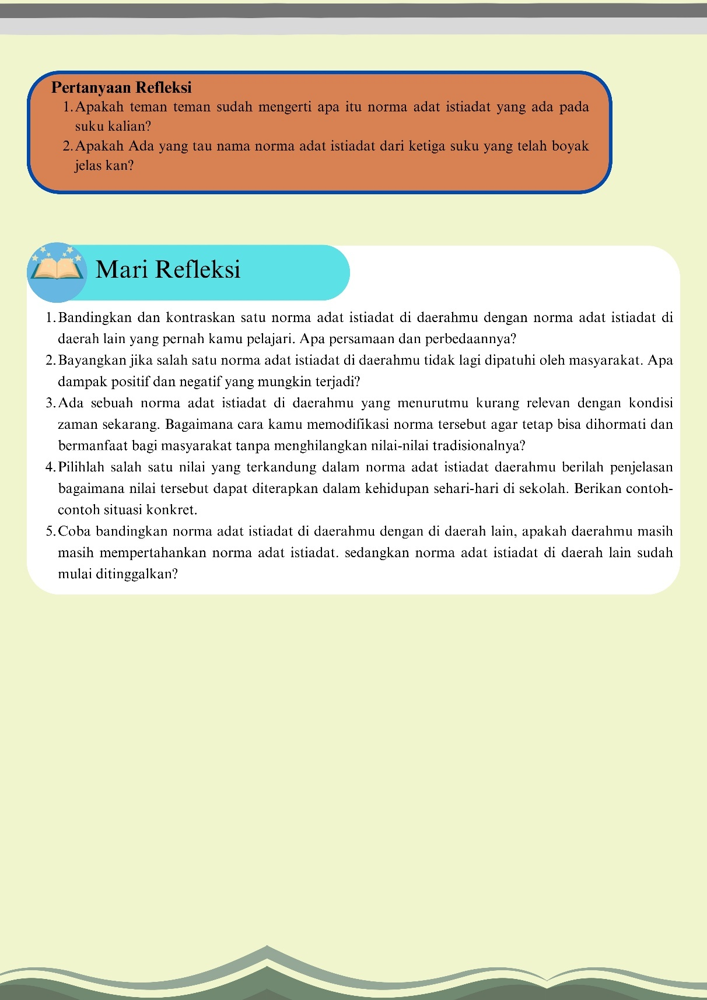 Pertanyaan Refleksi
1. Apakah teman teman sudah mengerti apa itu norma adat istiadat yang ada pada
suku kalian?
2. Apakah Ada yang tau nama norma adat istiadat dari ketiga suku yang telah boyak
jelas kan?
Mari Refleksi
1. Bandingkan dan kontraskan satu norma adat istiadat di daerahmu dengan norma adat istiadat di
daerah lain yang pernah kamu pelajari. Apa persamaan dan perbedaannya?
2. Bayangkan jika salah satu norma adat istiadat di daerahmu tidak lagi dipatuhi oleh masyarakat. Apa
dampak positif dan negatif yang mungkin terjadi?
3. Ada sebuah norma adat istiadat di daerahmu yang menurutmu kurang relevan dengan kondisi
zaman sekarang. Bagaimana cara kamu memodifikasi norma tersebut agar tetap bisa dihormati dan
bermanfaat bagi masyarakat tanpa menghilangkan nilai-nilai tradisionalnya?
4. Pilihlah salah satu nilai yang terkandung dalam norma adat istiadat daerahmu berilah penjelasan
bagaimana nilai tersebut dapat diterapkan dalam kehidupan sehari-hari di sekolah. Berikan contoh-
contoh situasi konkret.
5. Coba bandingkan norma adat istiadat di daerahmu dengan di daerah lain, apakah daerahmu masih
masih mempertahankan norma adat istiadat. sedangkan norma adat istiadat di daerah lain sudah
mulai ditinggalkan?